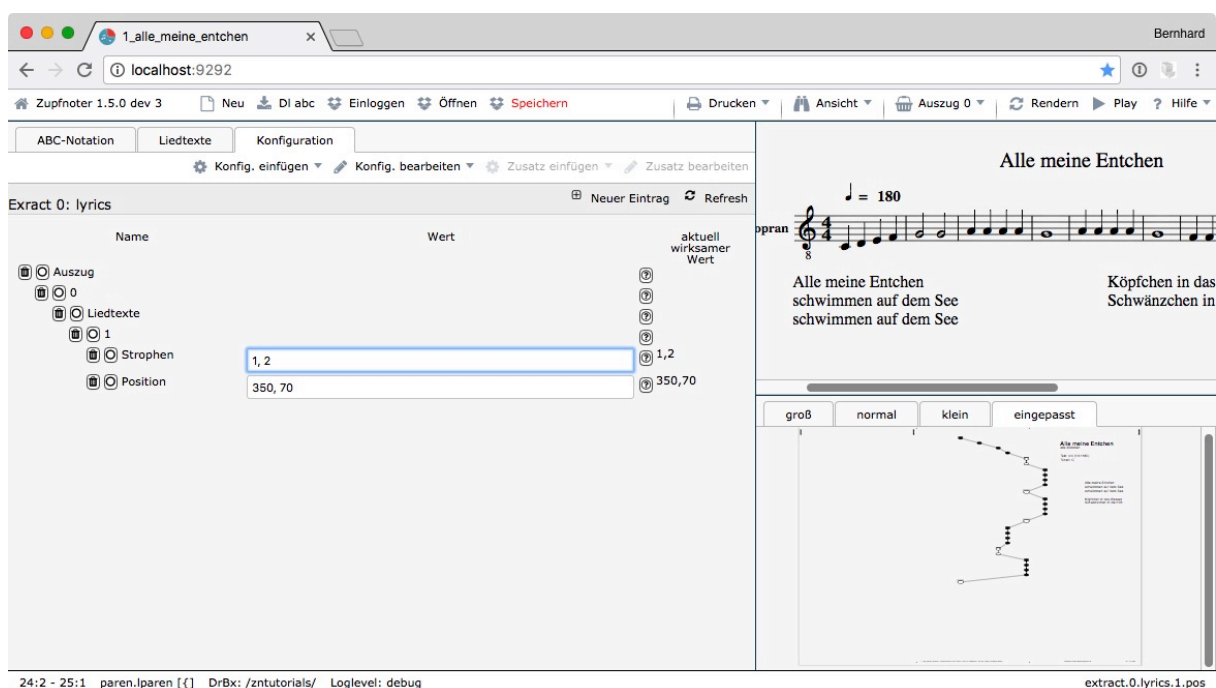 1_alle_meine_entchen
Bernhard
localhost:9292
Zupfnoter 1.5.0 dev 3 Neu Dl abc Einloggen Öffnen Speichern Drucken Ansicht Auszug 0 Rendern Play ? Hilfe
ABC-Notation Liedtexte Konfiguration
Konfig. einfügen Konfig. bearbeiten Zusatz einfügen Zusatz bearbeiten
Exract 0: lyrics Neuer Eintrag Refresh
Name Wert aktuell
wirksamer
Wert
Auszug
0
Liedtexte
1
Strophen 1, 2 1,2
Position 350, 70 350,70
Alle meine Entchen
= 180
opran
8
Alle meine Entchen Köpfchen in das
schwimmen auf dem See Schwänzchen in
schwimmen auf dem See
groß normal klein eingepasst
Alle meine Entchen
24:2 - 25:1 paren.lparen [{] DrBx: /zntutorials/ Loglevel: debug extract.0.lyrics.1.pos